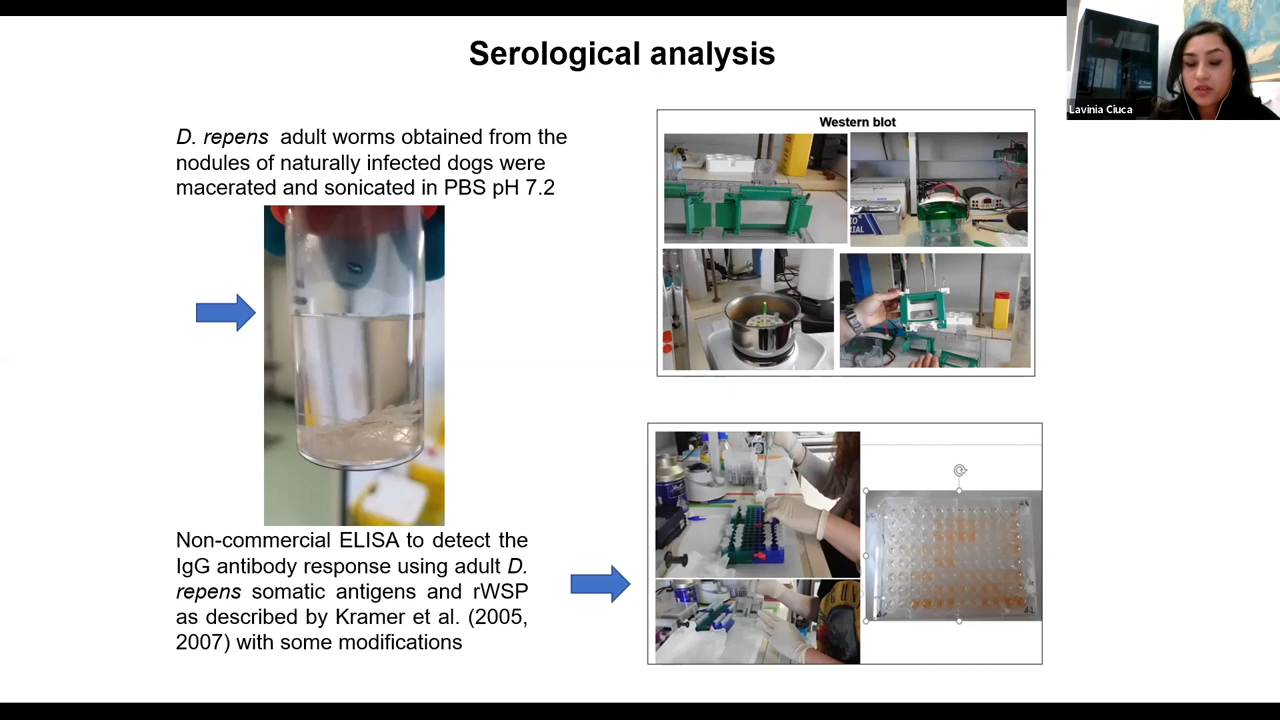 Serological analysis
Lavinia Ciuca
D. repens adult worms obtained from the
nodules of naturally infected dogs were
macerated and sonicated in PBS pH 7.2
Western blot
Non-commercial ELISA to detect the
IgG antibody response using adult D.
repens somatic antigens and rWSP
as described by Kramer et al. (2005,
2007) with some modifications